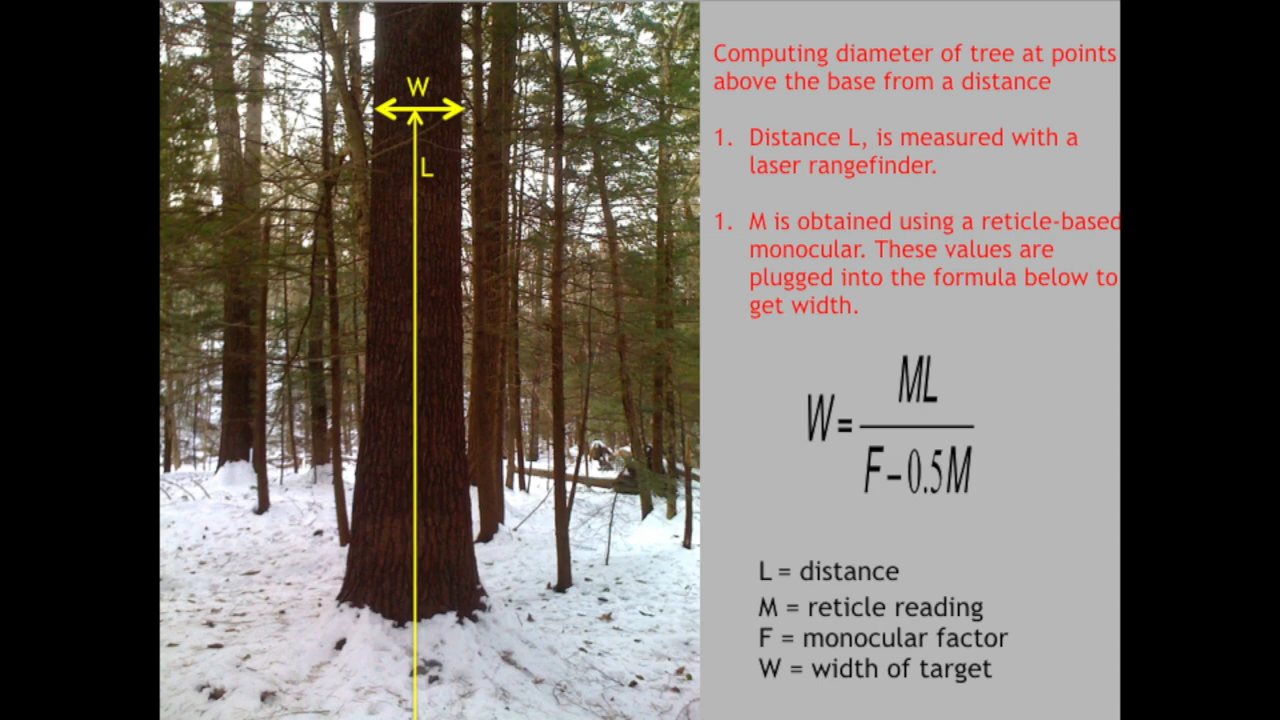 W
L
Computing diameter of tree at points
above the base from a distance
1. Distance L, is measured with a
laser rangefinder.
1. M is obtained using a reticle-based
monocular. These values are
plugged into the formula below to
get width.
W = ML / F − 0.5M
L = distance
M = reticle reading
F = monocular factor
W = width of target